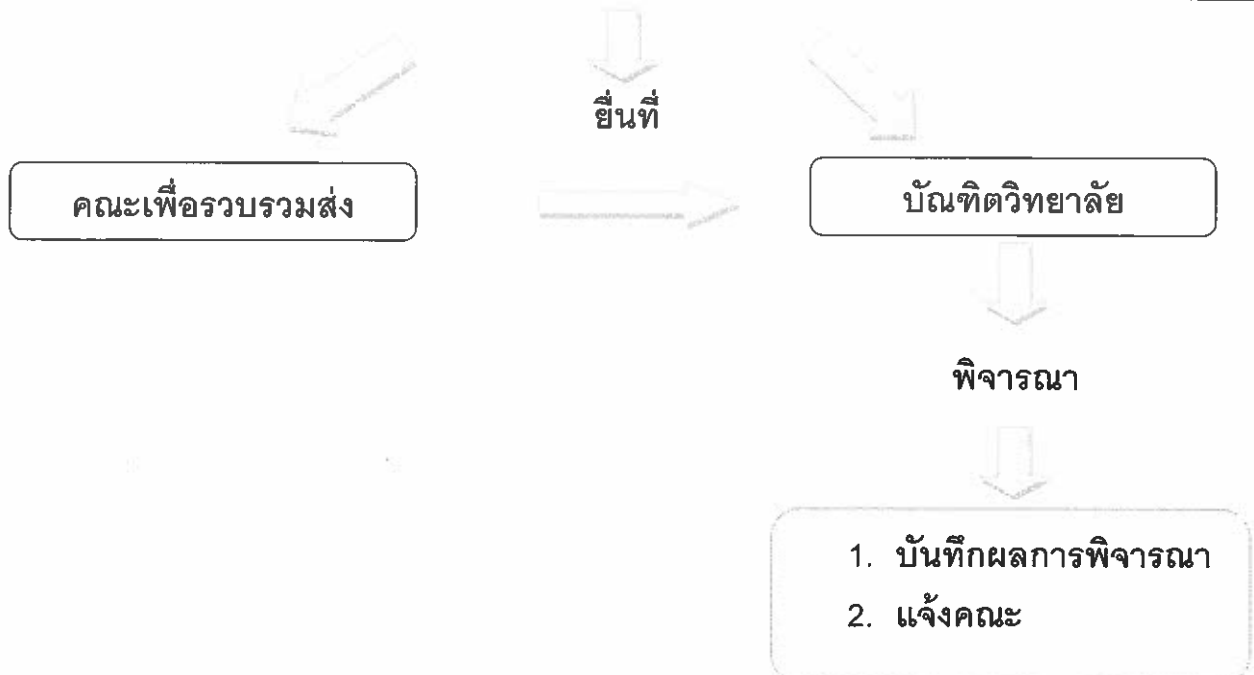 ยื่นที่
คณะเพื่อรวบรวมส่ง
บัณฑิตวิทยาลัย
พิจารณา
1. บันทึกผลการพิจารณา
2. แจ้งคณะ